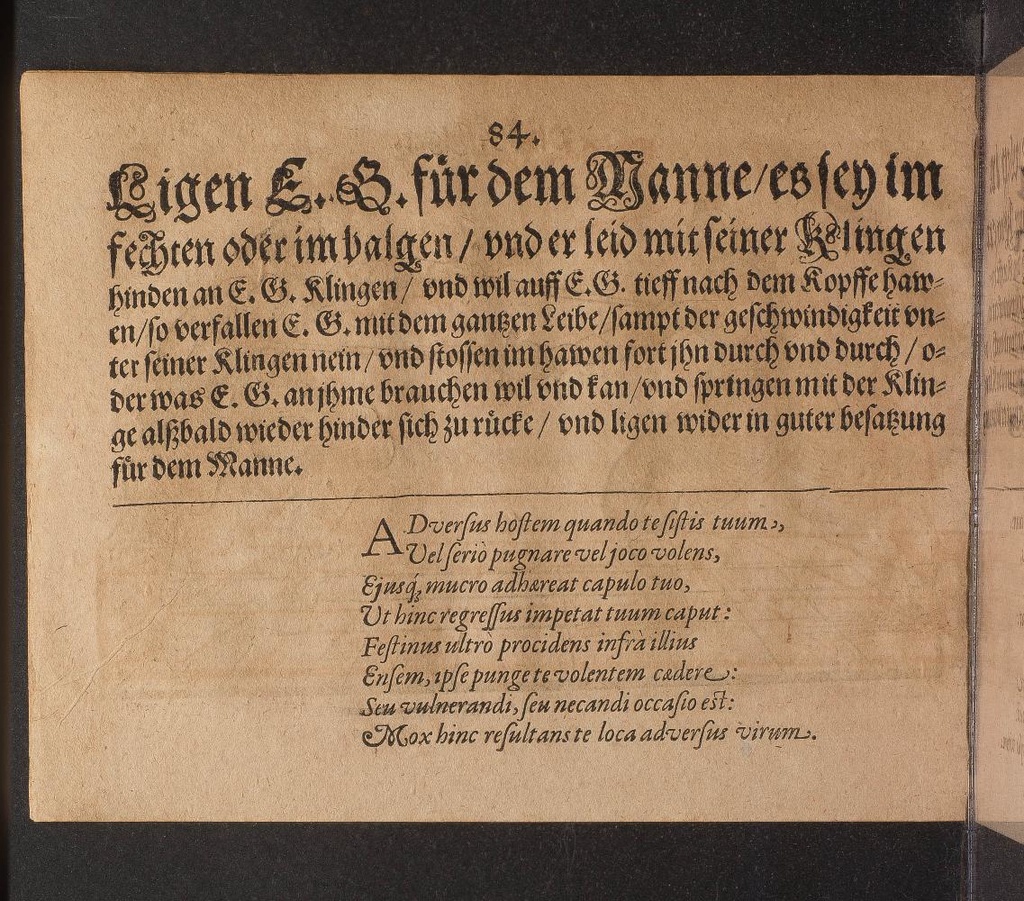 84.
Ligen E. G. für dem Manne/es sey im
fechten oder im balgen/ vnd er leid mit seiner Klingen
hinden an E. G. Klingen/ vnd wil auff E.G. tieff nach dem Kopffe haw-
en/so verfallen E. G. mit dem gantzen Leibe/sampt der geschwindigkeit vn-
ter seiner Klingen nein/vnd stossen im hawen fort jhn durch vnd durch/o-
der was E. G. an jhme brauchen wil vnd kan/vnd springen mit der Klin-
ge alßbald wieder hinder sich zu rücke/ vnd ligen wider in guter besatzung
für dem Manne.
ADversus hostem quando te sistis tuum,
Vel seriò pugnare vel joco volens,
Ejusq́; mucro adhæreat capulo tuo,
Ut hinc regressus impetat tuum caput:
Festinus ultrò procidens infrà illius
Ensem, ipse punge te volentem cædere:
Seu vulnerandi, seu necandi occasio est:
Mox hinc resultans te loca adversus virum.